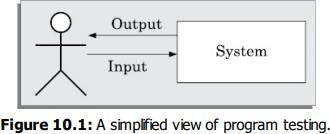 Output
System
Input
Figure 10.1: A simplified view of program testing.